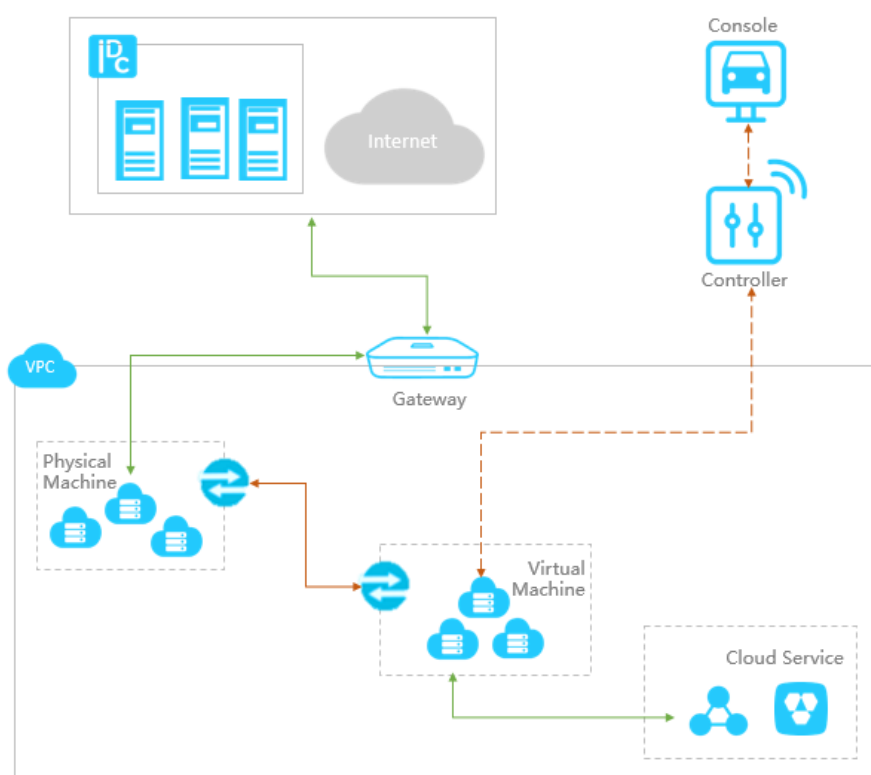 Console
iDC
Internet
Controller
VPC
Gateway
Physical
Machine
Virtual
Machine
Cloud Service